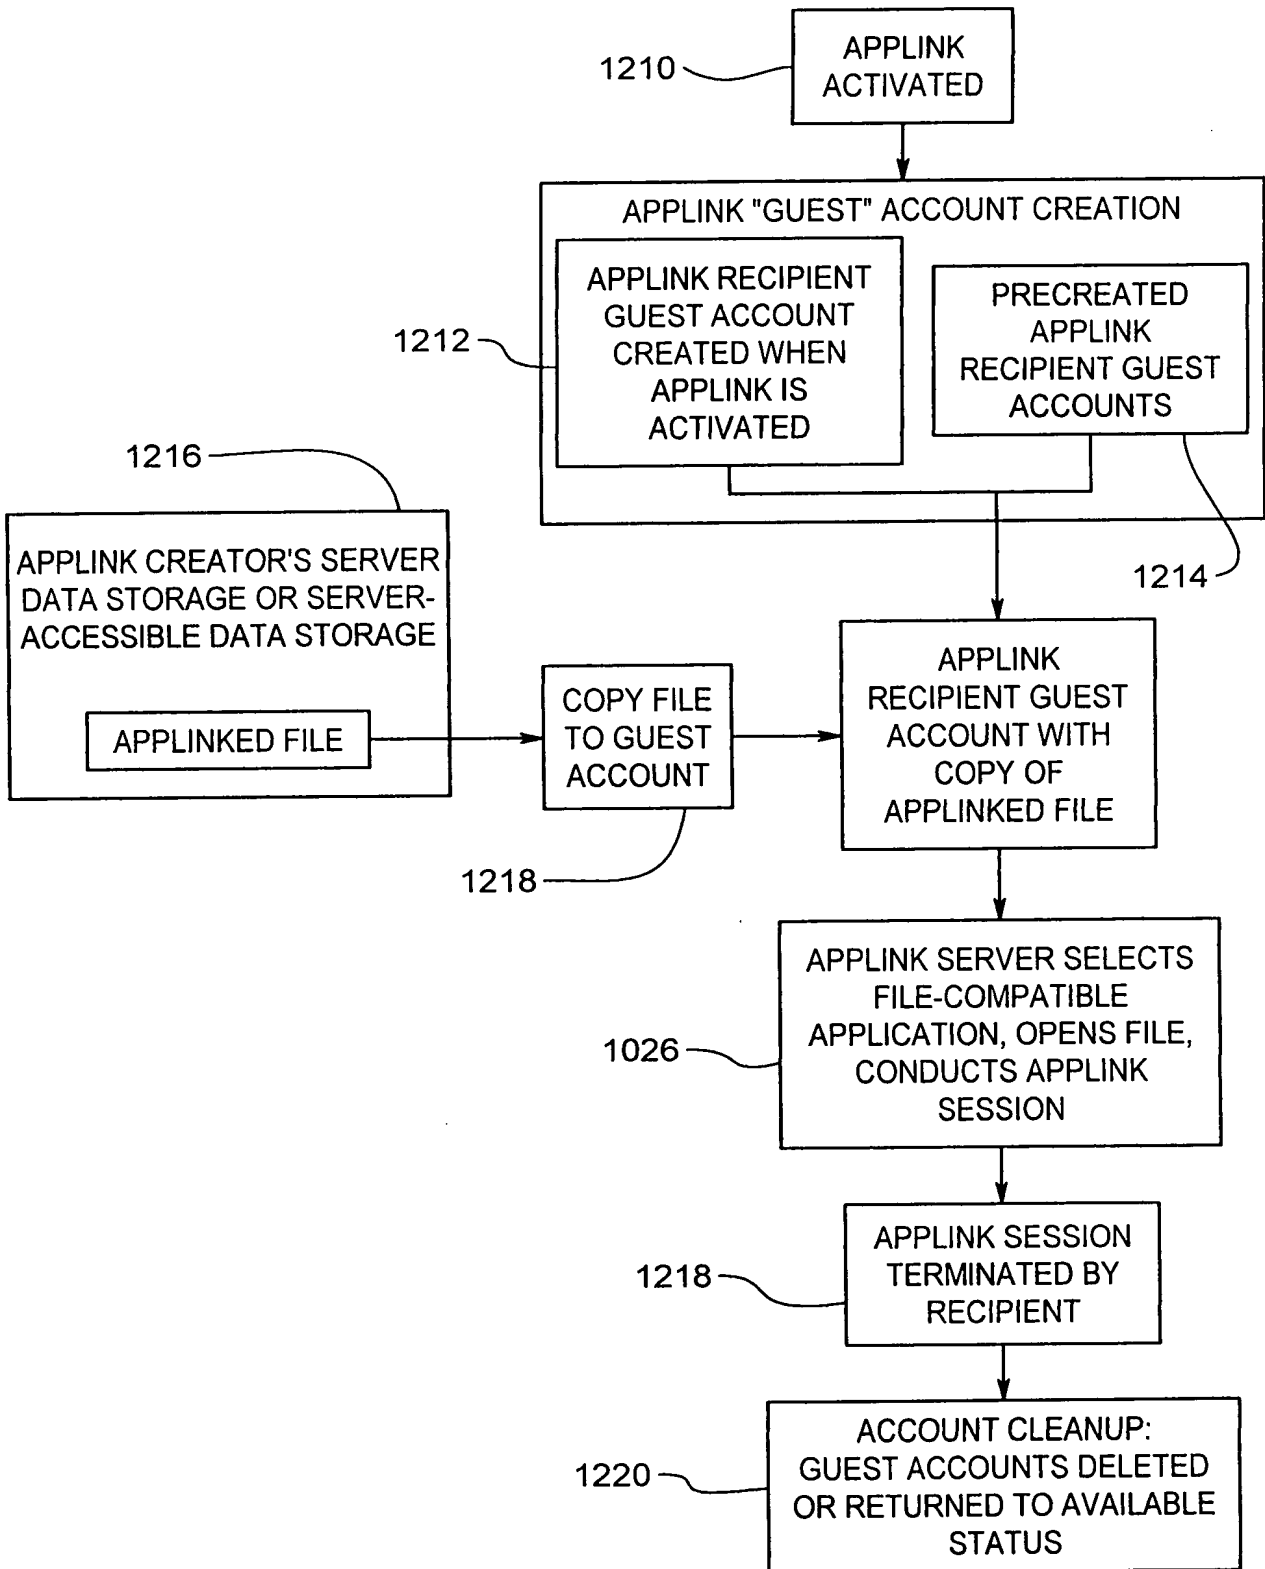 1210
APPLINK
ACTIVATED
APPLINK "GUEST" ACCOUNT CREATION
1212
APPLINK RECIPIENT
GUEST ACCOUNT
CREATED WHEN
APPLINK IS
ACTIVATED
PRECREATED
APPLINK
RECIPIENT GUEST
ACCOUNTS
1214
1216
APPLINK CREATOR'S SERVER
DATA STORAGE OR SERVER-
ACCESSIBLE DATA STORAGE
APPLINKED FILE
COPY FILE
TO GUEST
ACCOUNT
1218
APPLINK
RECIPIENT GUEST
ACCOUNT WITH
COPY OF
APPLINKED FILE
1026
APPLINK SERVER SELECTS
FILE-COMPATIBLE
APPLICATION, OPENS FILE,
CONDUCTS APPLINK
SESSION
1218
APPLINK SESSION
TERMINATED BY
RECIPIENT
1220
ACCOUNT CLEANUP:
GUEST ACCOUNTS DELETED
OR RETURNED TO AVAILABLE
STATUS